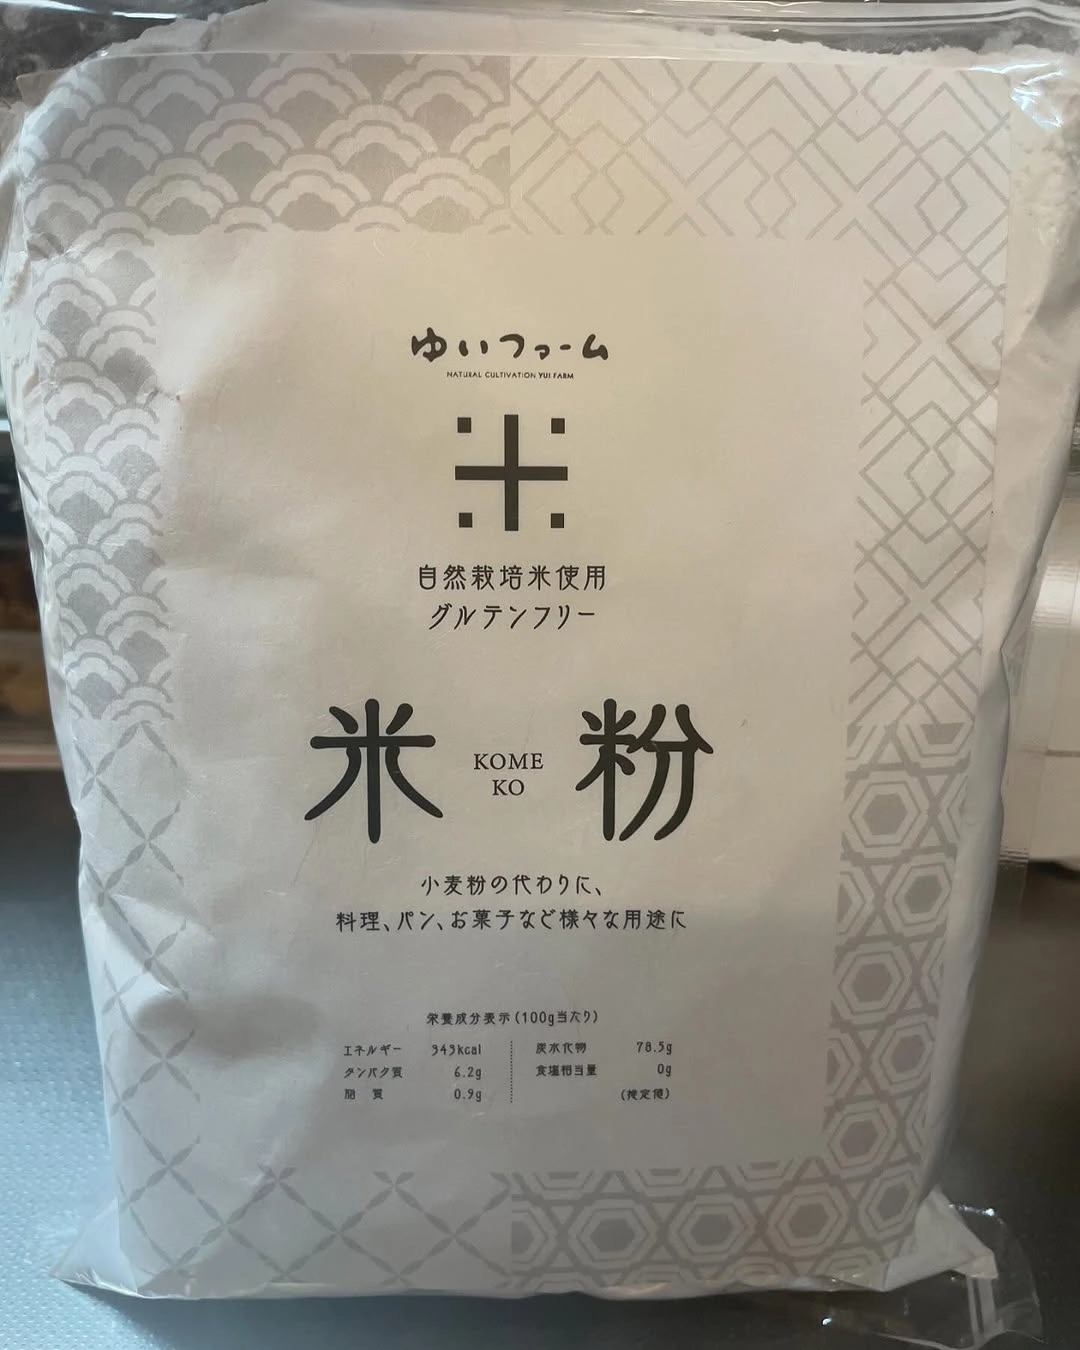 ゆいファーム
NATURAL CULTIVATION YUI FARM
自然栽培米使用
グルテンフリー
米 KOME KO 粉
小麦粉の代わりに、
料理、パン、お菓子など様々な用途に
栄養成分表示(100g当たり)
エネルギー 343kcal
タンパク質 6.2g
脂 質 0.9g
炭水化物 78.5g
食塩相当量 0g
(推定値)